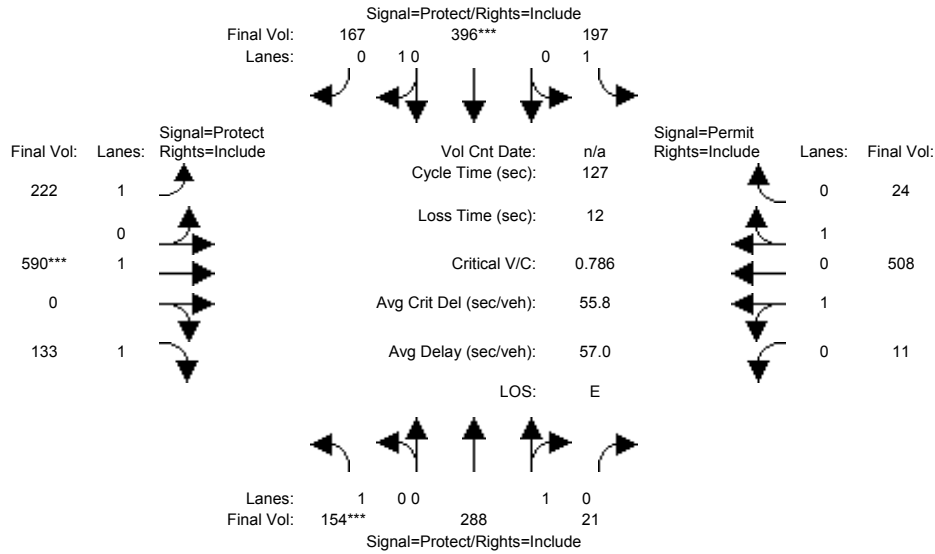 Signal=Protect/Rights=Include
Final Vol: 167 396*** 197
Lanes: 0 1 0 0 1
Signal=Protect
Final Vol: Lanes: Rights=Include
Vol Cnt Date: n/a
Signal=Permit
Rights=Include Lanes: Final Vol:
Cycle Time (sec): 127
222 1 0 24
Loss Time (sec): 12
0 1
590*** 1 Critical V/C: 0.786 0 508
0 Avg Crit Del (sec/veh): 55.8 1
133 1 Avg Delay (sec/veh): 57.0 0 11
LOS: E
Lanes: 1 0 0 1 0
Final Vol: 154*** 288 21
Signal=Protect/Rights=Include